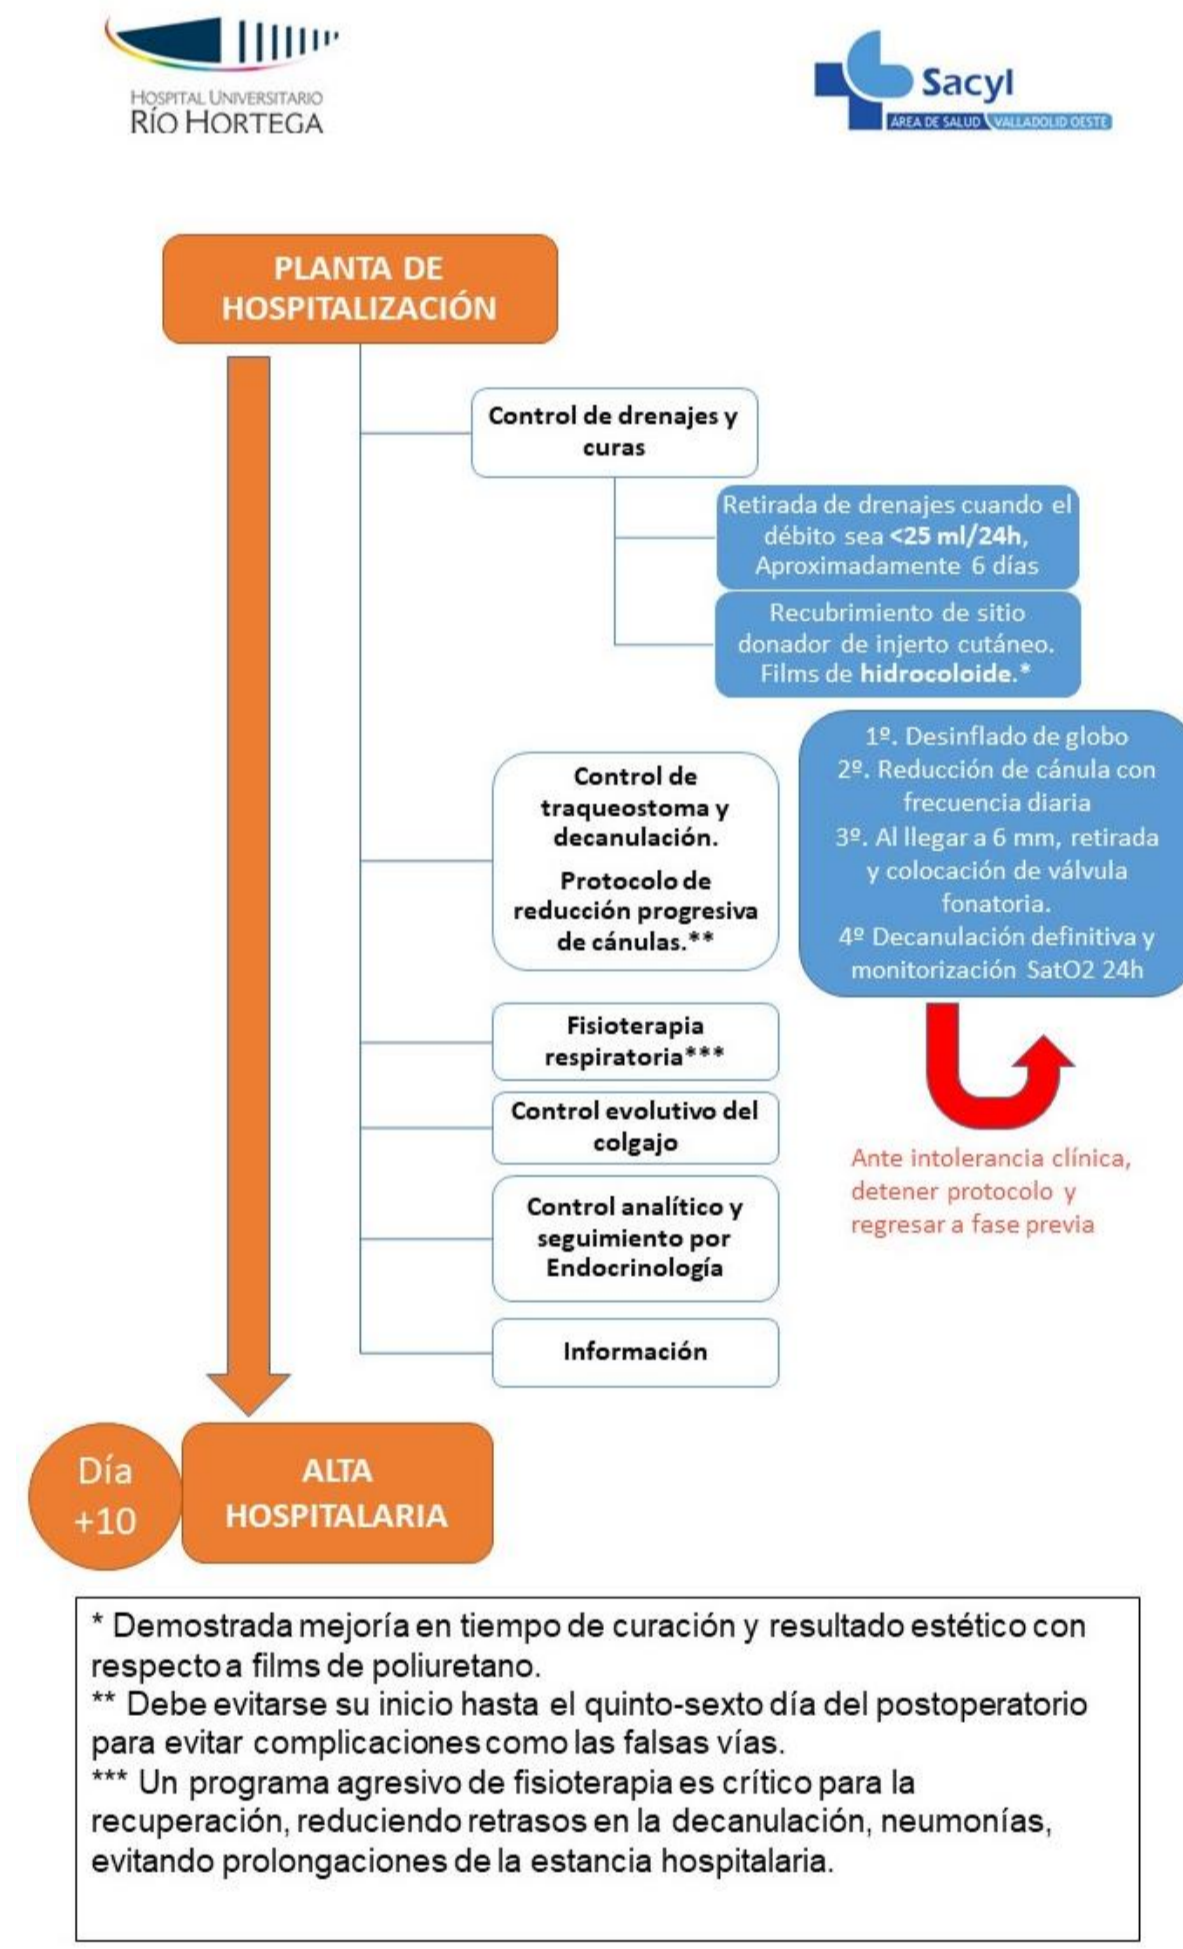 HOSPITAL UNIVERSITARIO
RÍO HORTEGA
Sacyl
ÁREA DE SALUD VALLADOLID OESTE
PLANTA DE
HOSPITALIZACIÓN
Control de drenajes y
curas
Retirada de drenajes cuando el
débito sea <25 ml/24h,
Aproximadamente 6 días
Recubrimiento de sitio
donador de injerto cutáneo.
Films de hidrocoloide.*
Control de
traqueostoma y
decanulación.
Protocolo de
reducción progresiva
de cánulas.**
1º. Desinflado de globo
2º. Reducción de cánula con
frecuencia diaria
3º. Al llegar a 6 mm, retirada
y colocación de válvula
fonatoria.
4º Decanulación definitiva y
monitorización SatO2 24h
Fisioterapia
respiratoria***
Control evolutivo del
colgajo
Ante intolerancia clínica,
detener protocolo y
regresar a fase previa
Control analítico y
seguimiento por
Endocrinología
Información
Día
+10
ALTA
HOSPITALARIA
* Demostrada mejoría en tiempo de curación y resultado estético con
respecto a films de poliuretano.
** Debe evitarse su inicio hasta el quinto-sexto día del postoperatorio
para evitar complicaciones como las falsas vías.
*** Un programa agresivo de fisioterapia es crítico para la
recuperación, reduciendo retrasos en la decanulación, neumonías,
evitando prolongaciones de la estancia hospitalaria.